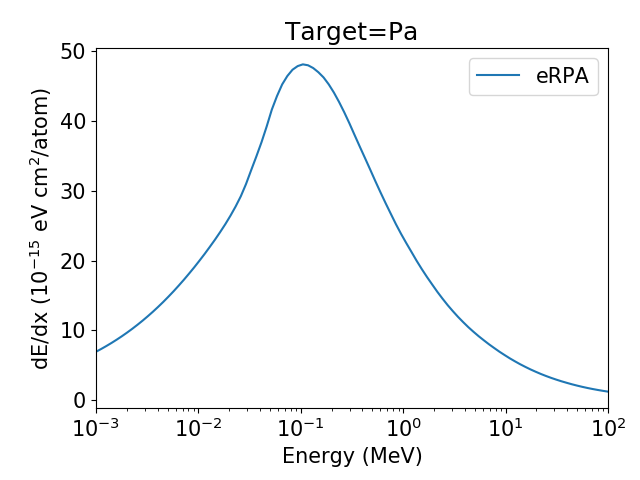 Target=Pa
eRPA
dE/dx (10⁻¹⁵ eV cm²/atom)
50
40
30
20
10
0
10⁻³ 10⁻² 10⁻¹ 10⁰ 10¹ 10²
Energy (MeV)